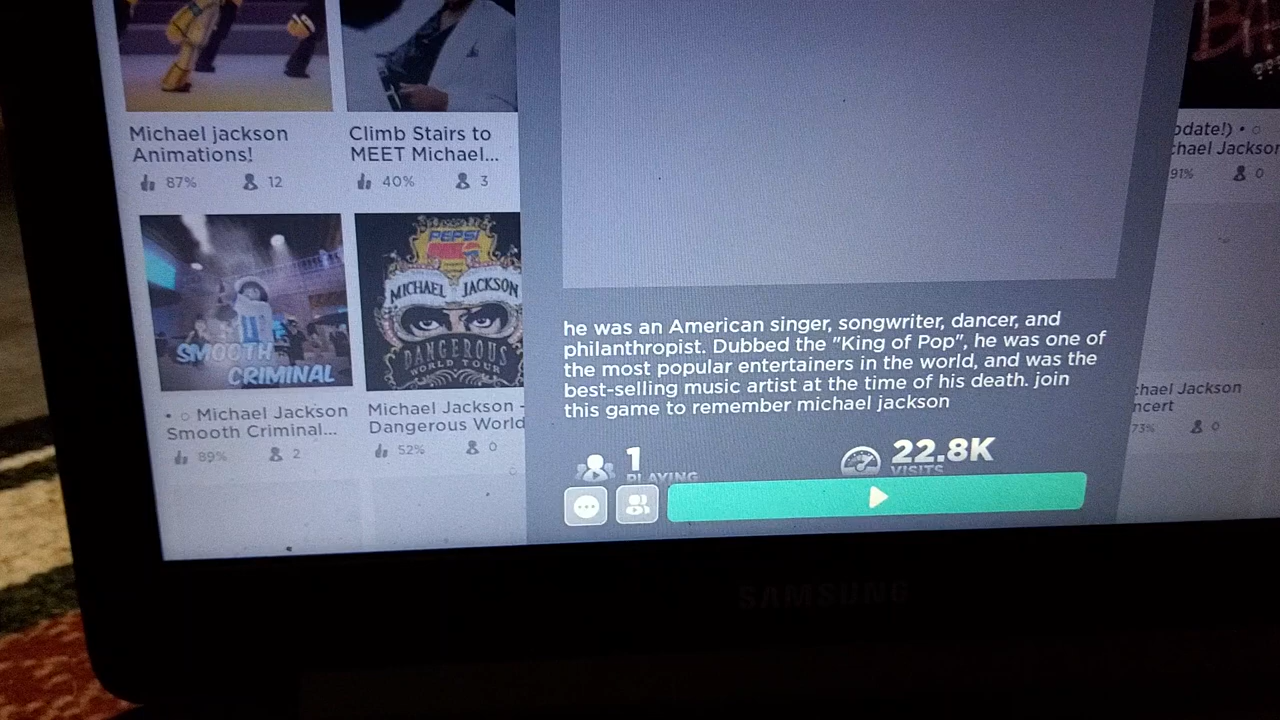 Michael jackson
Animations!
87%
12
Climb Stairs to
MEET Michael...
40%
3
SMOOTH
CRIMINAL
• ○ Michael Jackson
Smooth Criminal...
89%
2
PEPSI
MICHAEL JACKSON
DANGEROUS
WORLD TOUR
Michael Jackson -
Dangerous World
52%
0
he was an American singer, songwriter, dancer, and
philanthropist. Dubbed the "King of Pop", he was one of
the most popular entertainers in the world, and was the
best-selling music artist at the time of his death. join
this game to remember michael jackson
1
PLAYING
22.8K
VISITS
pdate!) • ○
chael Jackson
91%
0
chael Jackson
ncert
73%
0
SAMSUNG